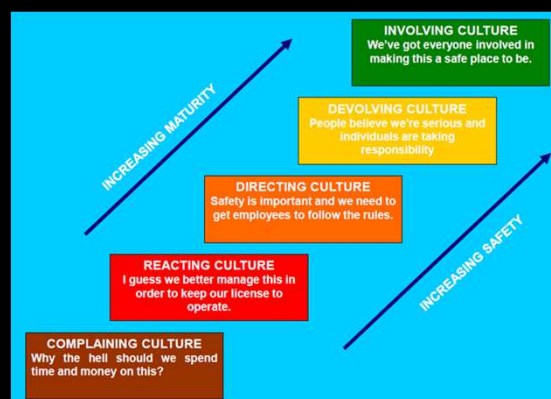 INVOLVING CULTURE
We've got everyone involved in
making this a safe place to be.
DEVOLVING CULTURE
People believe we're serious and
individuals are taking
responsibility
INCREASING MATURITY
DIRECTING CULTURE
Safety is important and we need to
get employees to follow the rules.
INCREASING SAFETY
REACTING CULTURE
I guess we better manage this in
order to keep our license to
operate.
COMPLAINING CULTURE
Why the hell should we spend
time and money on this?